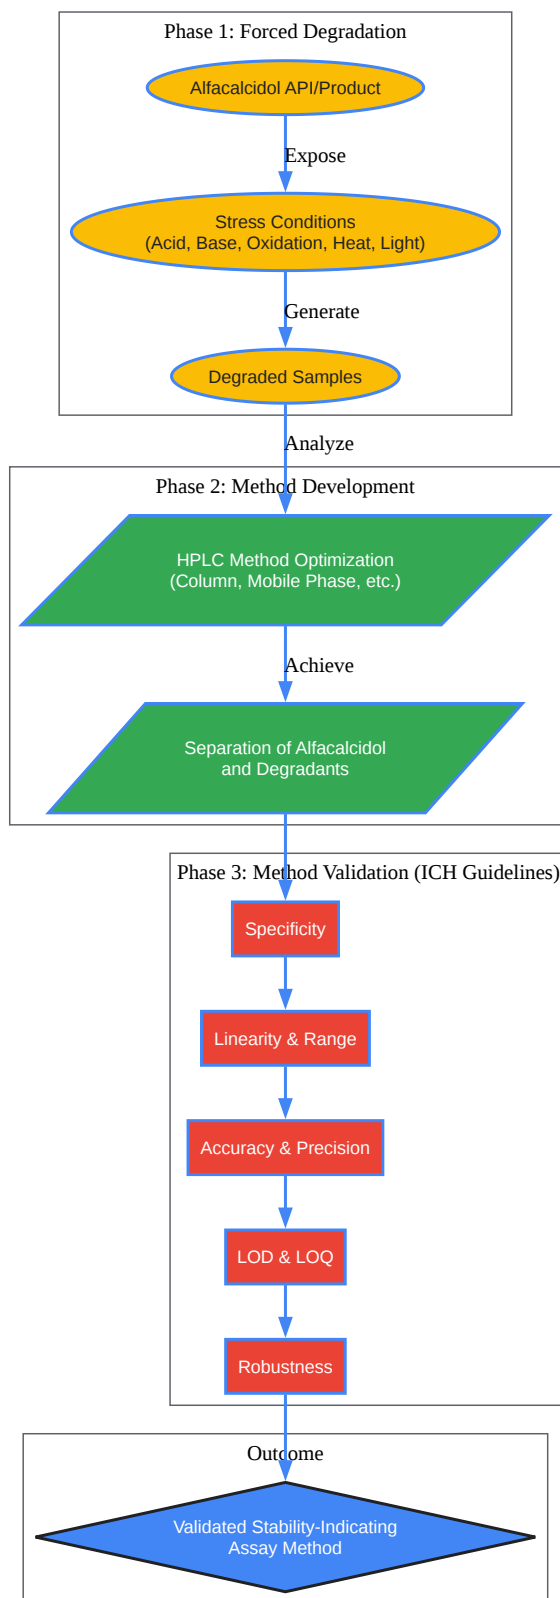 Phase 1: Forced Degradation
Alfacalcidol API/Product
Expose
Stress Conditions
(Acid, Base, Oxidation, Heat, Light)
Generate
Degraded Samples
Analyze
Phase 2: Method Development
HPLC Method Optimization
(Column, Mobile Phase, etc.)
Achieve
Separation of Alfacalcidol
and Degradants
Phase 3: Method Validation (ICH Guidelines)
Specificity
Linearity & Range
Accuracy & Precision
LOD & LOQ
Robustness
Outcome
Validated Stability-Indicating
Assay Method